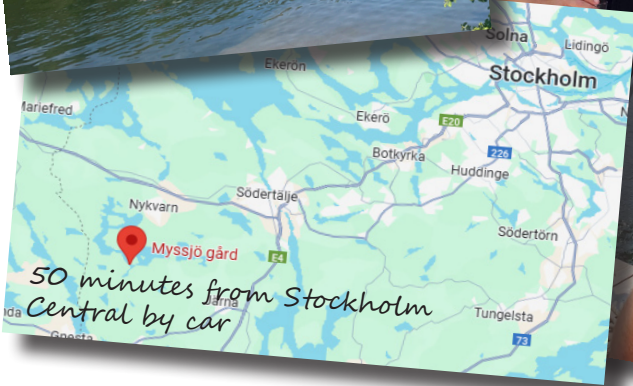 Solna
Lidingö
Ekerön
Stockholm
Mariefred
Ekerö
E20
Botkyrka
226
Huddinge
Södertälje
Nykvarn
Södertörn
Myssjö gård
E4
50 minutes from Stockholm
Central by car
Järna
Tungelsta
Gnesta
73